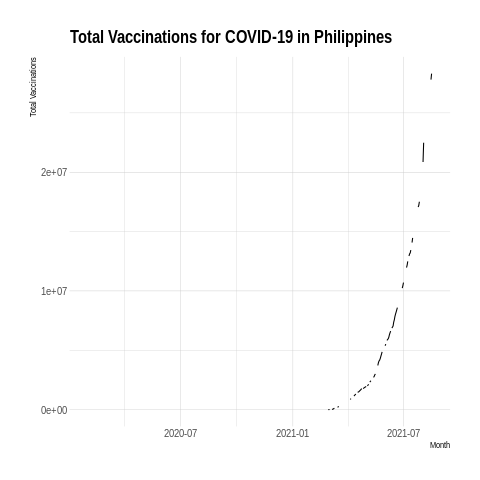 Total Vaccinations for COVID-19 in Philippines
Total Vaccinations
2e+07
1e+07
0e+00
2020-07
2021-01
2021-07
Month